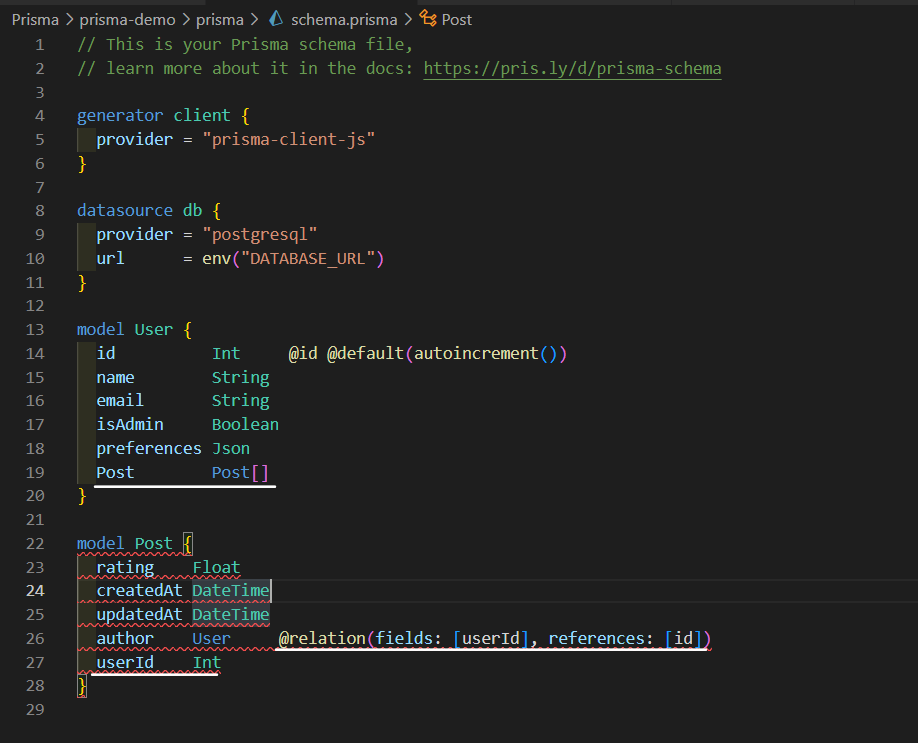 Prisma > prisma-demo > prisma > schema.prisma > Post
1 // This is your Prisma schema file,
2 // learn more about it in the docs: https://pris.ly/d/prisma-schema
3
4 generator client {
5   provider = "prisma-client-js"
6 }
7
8 datasource db {
9   provider = "postgresql"
10   url      = env("DATABASE_URL")
11 }
12
13 model User {
14   id          Int     @id @default(autoincrement())
15   name        String
16   email       String
17   isAdmin     Boolean
18   preferences Json
19   Post        Post[]
20 }
21
22 model Post {
23   rating    Float
24   createdAt DateTime
25   updatedAt DateTime
26   author    User     @relation(fields: [userId], references: [id])
27   userId    Int
28 }
29